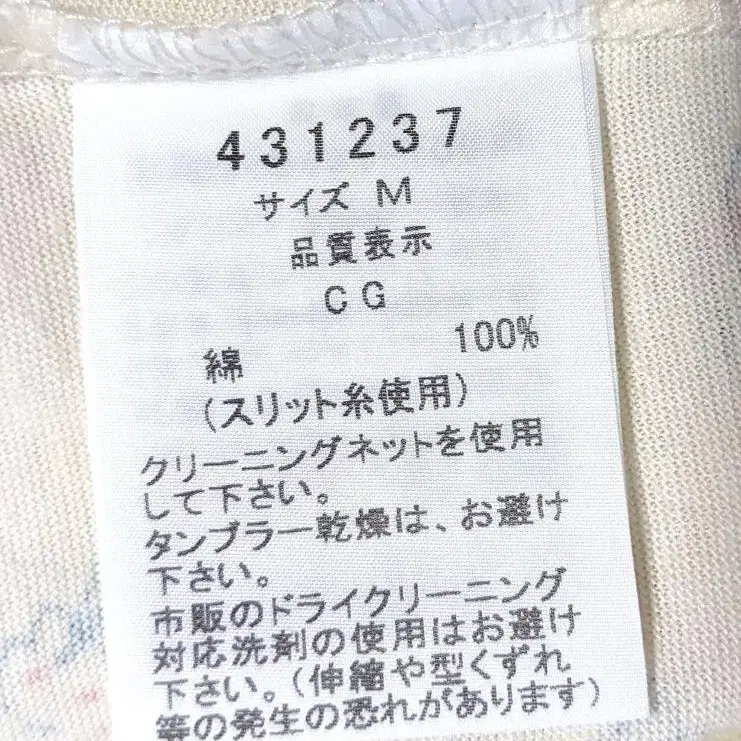 431237
サイズ M
品質表示
CG
綿 100%
(スリット糸使用)
クリーニングネットを使用
して下さい。
タンブラー乾燥は、お避け
下さい。
市販のドライクリーニング
対応洗剤の使用はお避け
下さい。(伸縮や型くずれ
等の発生の恐れがあります)